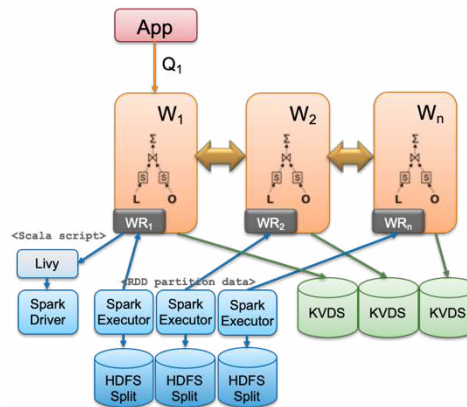 App
Q1
W1
W2
Wn
Σ
Σ
Σ
⋈
⋈
⋈
S
S
S
S
S
S
L
O
L
O
L
O
WR1
WR2
WRn
<Scala script>
Livy
<RDD partition data>
Spark
Driver
Spark
Executor
Spark
Executor
Spark
Executor
KVDS
KVDS
KVDS
HDFS
Split
HDFS
Split
HDFS
Split